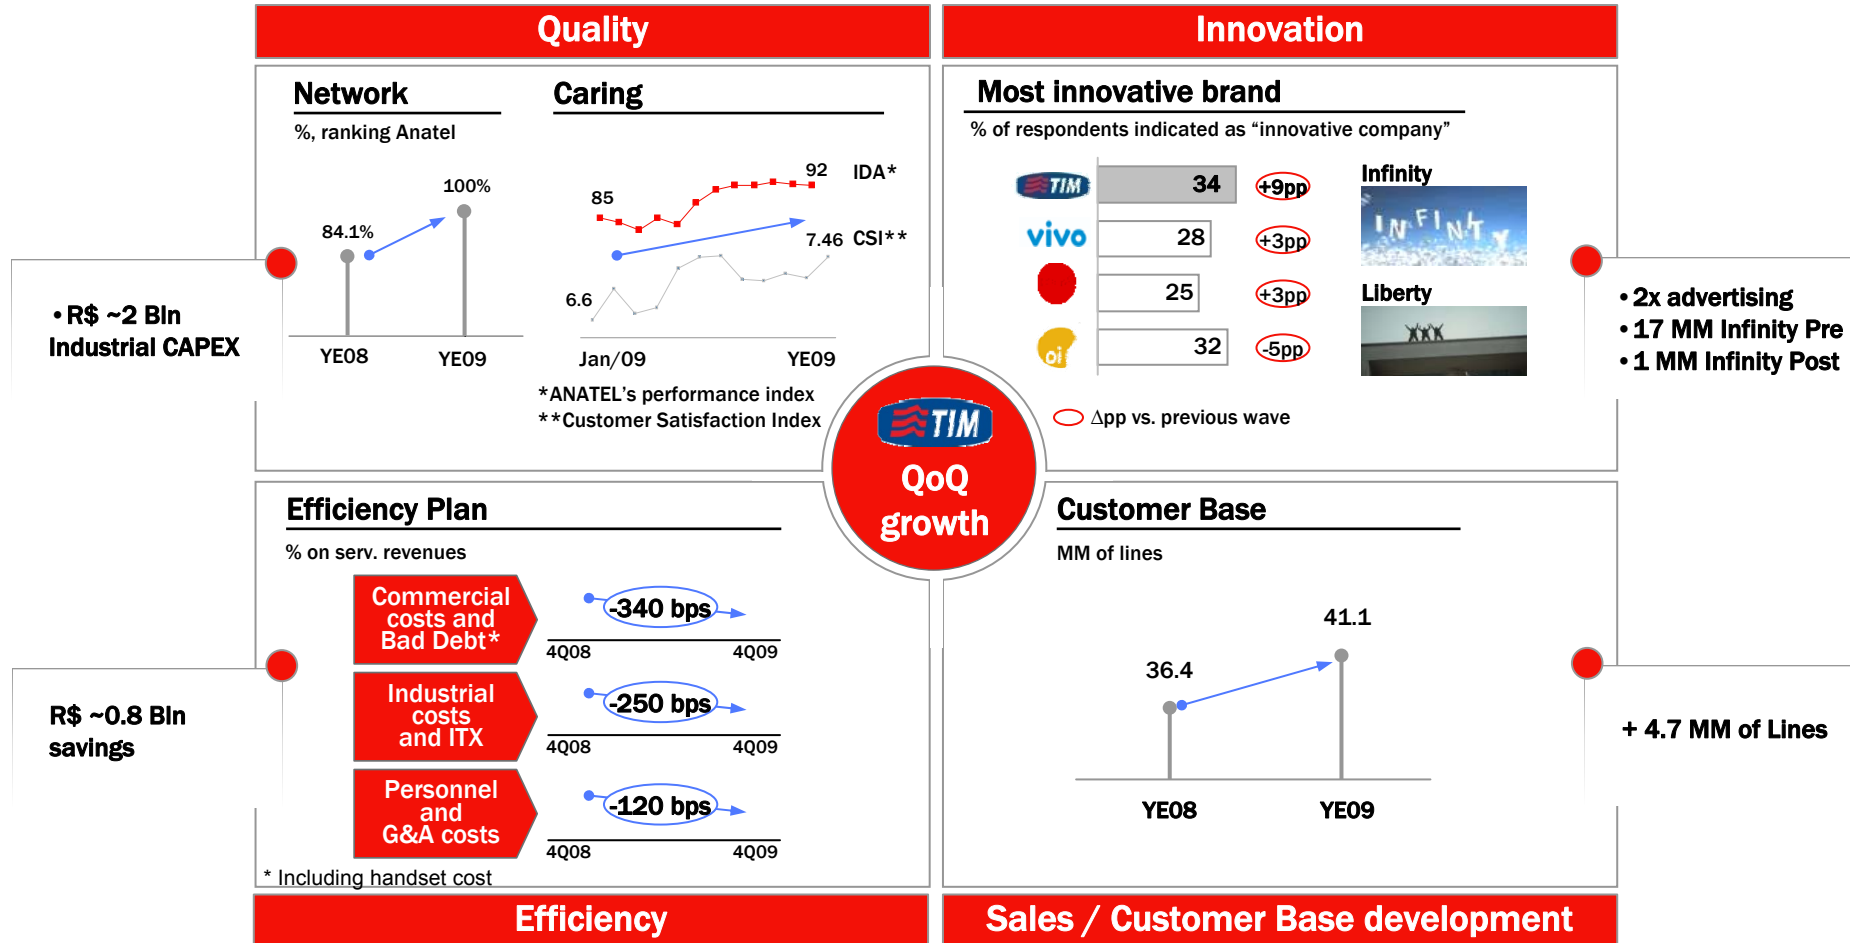 Quality
Innovation
Network
%, ranking Anatel
84.1%
100%
YE08
YE09
Caring
85
92
IDA*
7.46
CSI**
6.6
Jan/09
YE09
*ANATEL's performance index
**Customer Satisfaction Index
Most innovative brand
% of respondents indicated as “innovative company”
TIM
34
+9pp
vivo
28
+3pp
25
+3pp
oi
32
-5pp
Δpp vs. previous wave
Infinity
INFINITY
Liberty
•R$ ~2 Bln
Industrial CAPEX
•2x advertising
•17 MM Infinity Pre
•1 MM Infinity Post
TIM
QoQ
growth
Efficiency Plan
% on serv. revenues
Commercial
costs and
Bad Debt*
-340 bps
4Q08
4Q09
Industrial
costs
and ITX
-250 bps
4Q08
4Q09
Personnel
and
G&A costs
-120 bps
4Q08
4Q09
* Including handset cost
R$ ~0.8 Bln
savings
Customer Base
MM of lines
36.4
41.1
YE08
YE09
+ 4.7 MM of Lines
Efficiency
Sales / Customer Base development